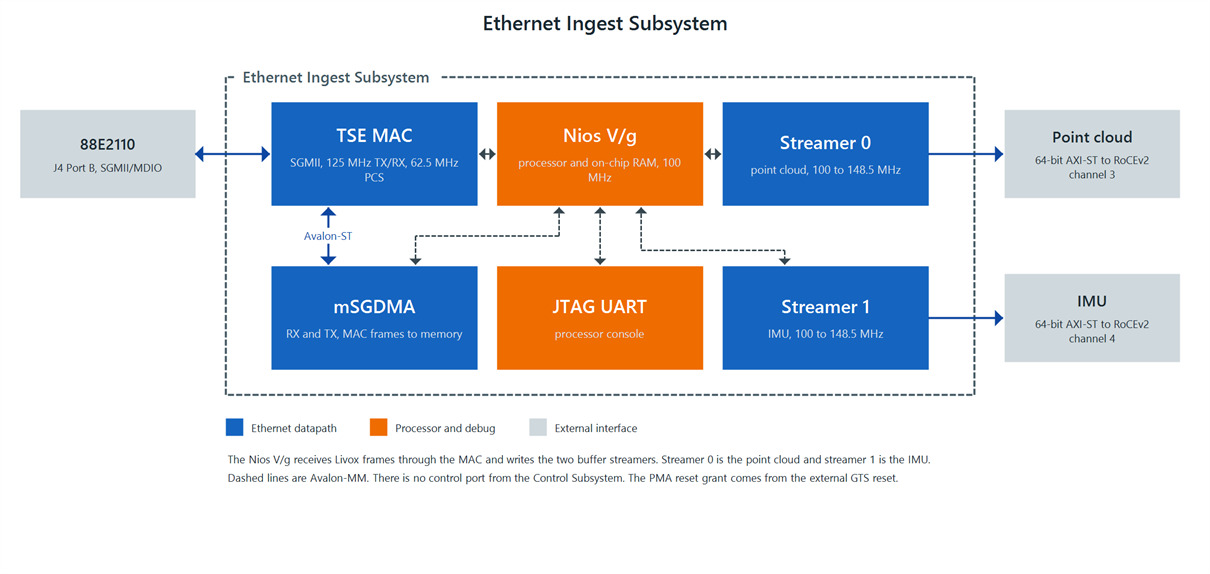 Ethernet Ingest Subsystem
Ethernet Ingest Subsystem
88E2110
J4 Port B, SGMII/MDIO
TSE MAC
SGMII, 125 MHz TX/RX, 62.5 MHz
PCS
Nios V/g
processor and on-chip RAM, 100
MHz
Streamer 0
point cloud, 100 to 148.5 MHz
Point cloud
64-bit AXI-ST to RoCEv2
channel 3
Avalon-ST
mSGDMA
RX and TX, MAC frames to memory
JTAG UART
processor console
Streamer 1
IMU, 100 to 148.5 MHz
IMU
64-bit AXI-ST to RoCEv2
channel 4
Ethernet datapath
Processor and debug
External interface
The Nios V/g receives Livox frames through the MAC and writes the two buffer streamers. Streamer 0 is the point cloud and streamer 1 is the IMU.
Dashed lines are Avalon-MM. There is no control port from the Control Subsystem. The PMA reset grant comes from the external GTS reset.